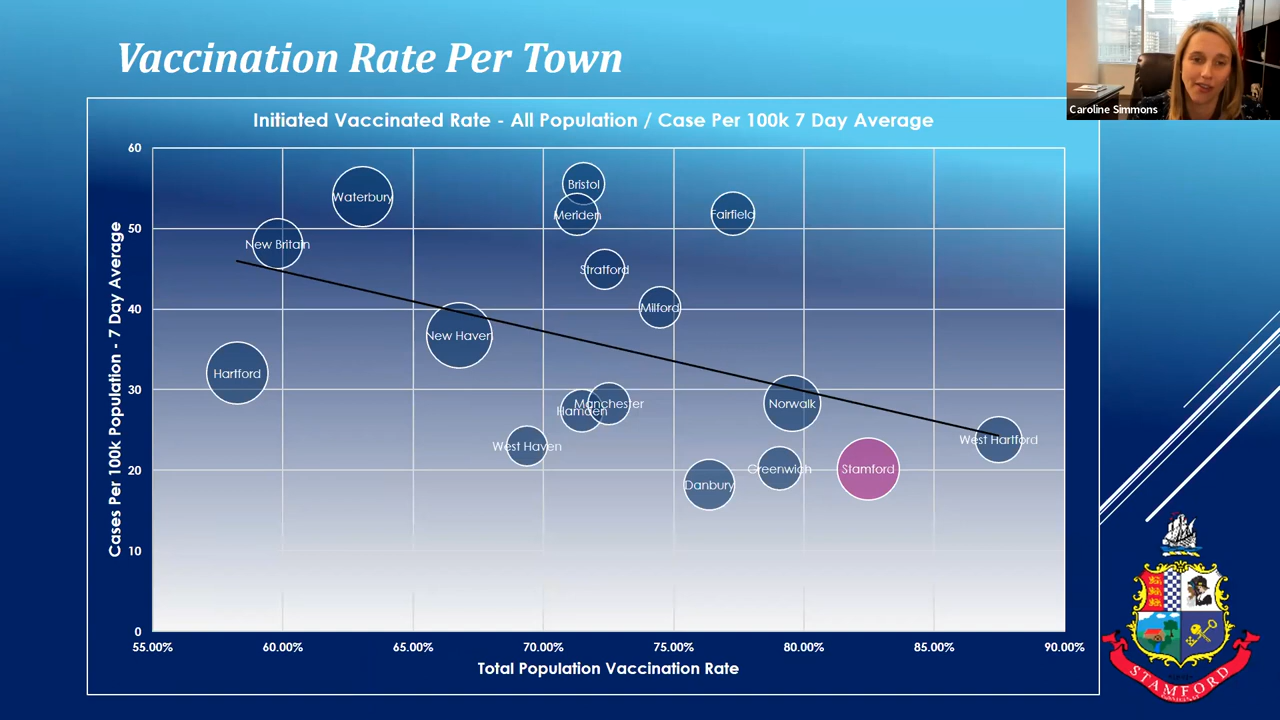 Vaccination Rate Per Town
Caroline Simmons
Initiated Vaccinated Rate - All Population / Case Per 100k 7 Day Average
Cases Per 100k Population - 7 Day Average
60
50
40
30
20
10
0
Bristol
Waterbury
Meriden
Fairfield
New Britain
Stratford
Milford
New Haven
Hartford
Manchester
Hamden
Norwalk
West Haven
West Hartford
Greenwich
Stamford
Danbury
55.00% 60.00% 65.00% 70.00% 75.00% 80.00% 85.00% 90.00%
Total Population Vaccination Rate
STAMFORD